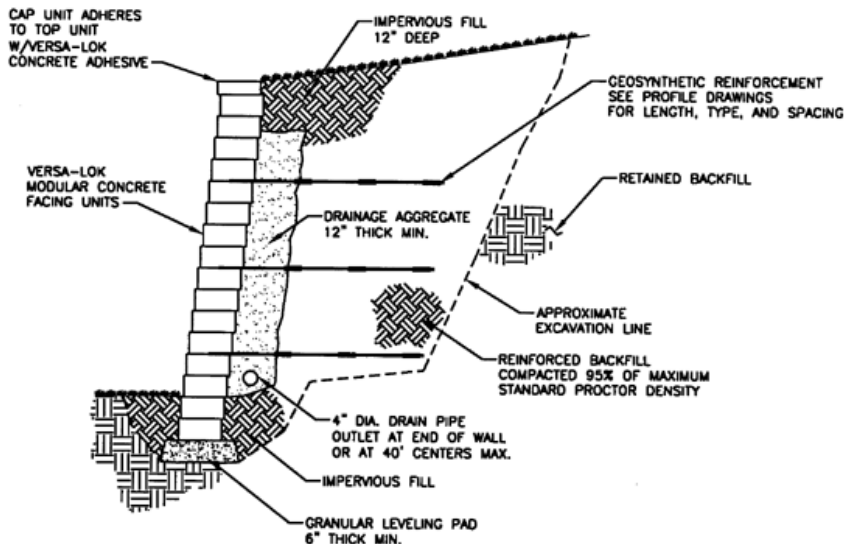 CAP UNIT ADHERES
TO TOP UNIT
W/VERSA-LOK
CONCRETE ADHESIVE
IMPERVIOUS FILL
12" DEEP
GEOSYNTHETIC REINFORCEMENT
SEE PROFILE DRAWINGS
FOR LENGTH, TYPE, AND SPACING
VERSA-LOK
MODULAR CONCRETE
FACING UNITS
RETAINED BACKFILL
DRAINAGE AGGREGATE
12" THICK MIN.
APPROXIMATE
EXCAVATION LINE
REINFORCED BACKFILL
COMPACTED 95% OF MAXIMUM
STANDARD PROCTOR DENSITY
4" DIA. DRAIN PIPE
OUTLET AT END OF WALL
OR AT 40' CENTERS MAX.
IMPERVIOUS FILL
GRANULAR LEVELING PAD
6" THICK MIN.